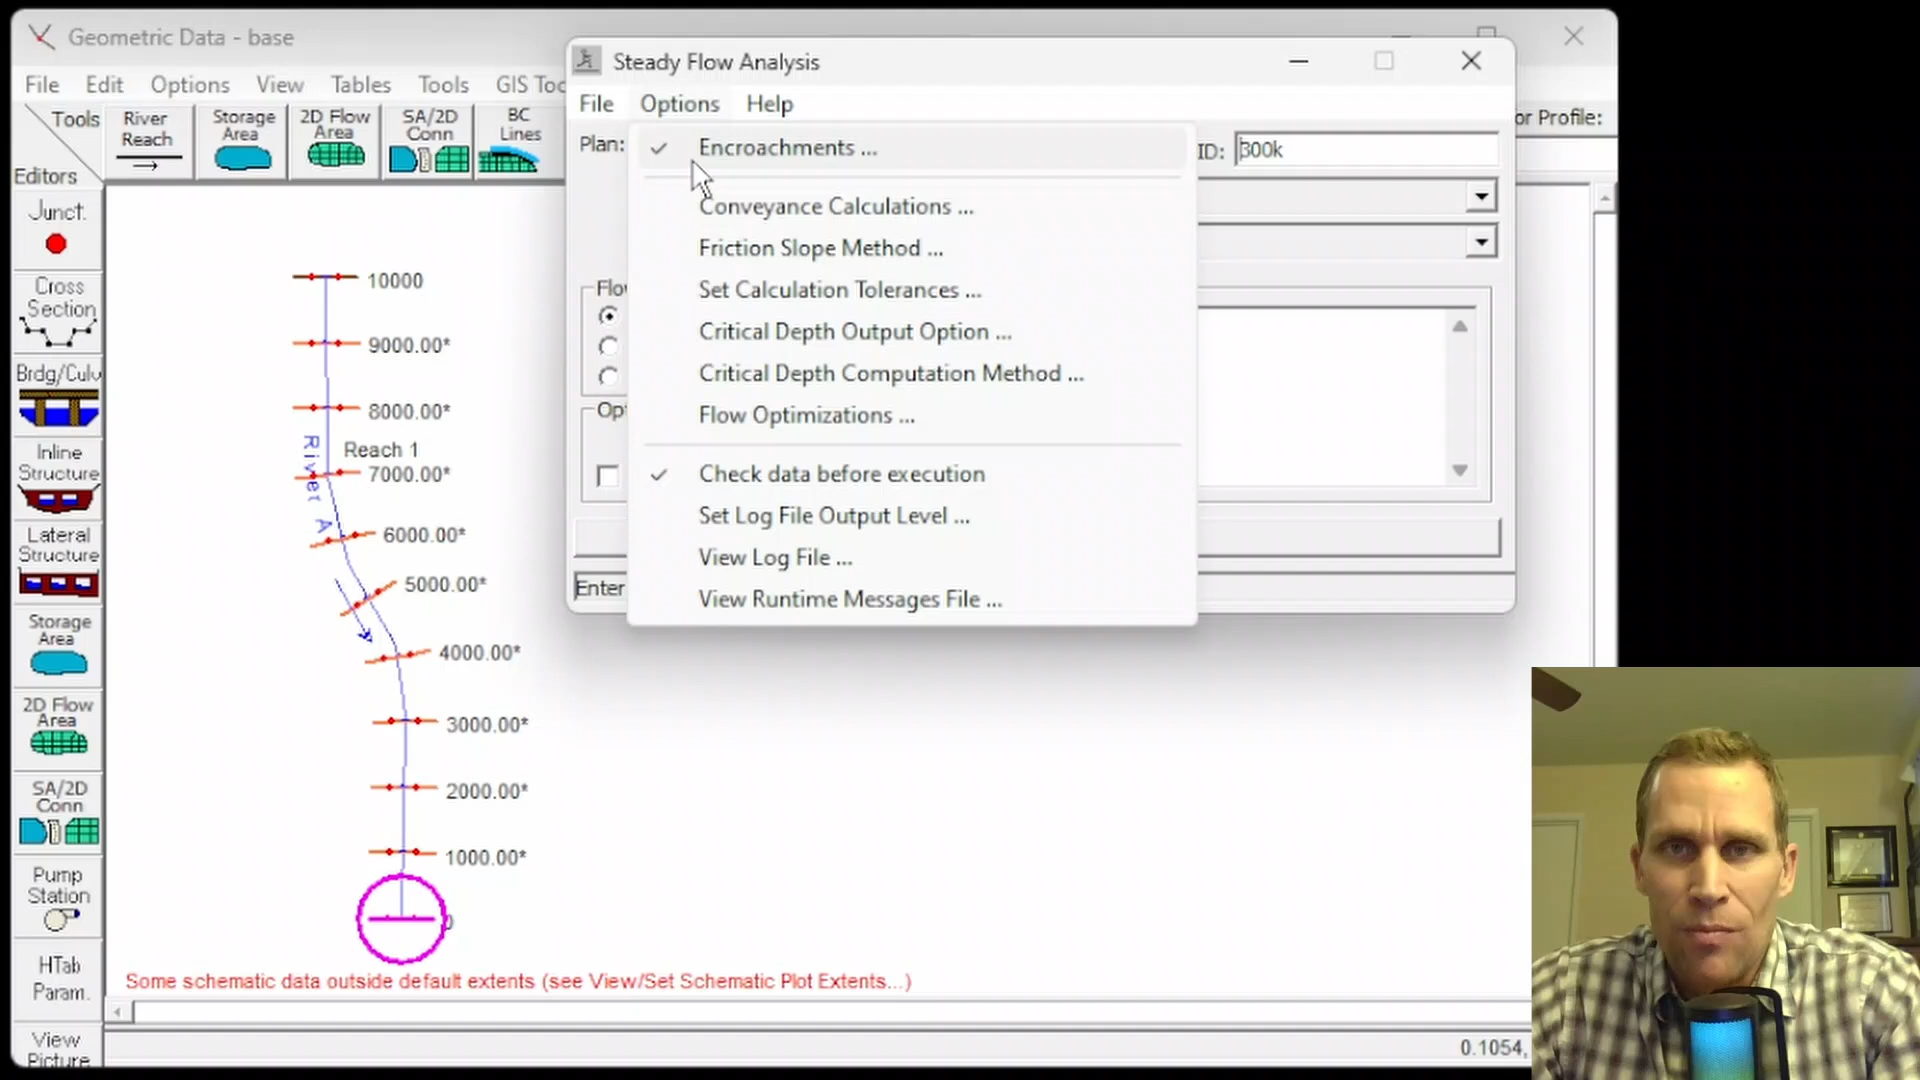 Geometric Data - base
File Edit Options View Tables Tools
Tools
River
Reach
Storage
Area
2D Flow
Area
SA/2D
Conn
BC
Lines
Editors
Junct.
Cross
Section
Brdg/Culv
Inline
Structure
Lateral
Structure
Storage
Area
2D Flow
Area
SA/2D
Conn
Pump
Station
HTab
Param.
View
Picture
10000
9000.00*
8000.00*
Reach 1
7000.00*
River A
6000.00*
5000.00*
4000.00*
3000.00*
2000.00*
1000.00*
0
Some schematic data outside default extents (see View/Set Schematic Plot Extents...)
0.1054,
Steady Flow Analysis
File Options Help
Plan:
ID: 300k
Encroachments ...
Conveyance Calculations ...
Friction Slope Method ...
Set Calculation Tolerances ...
Critical Depth Output Option ...
Critical Depth Computation Method ...
Flow Optimizations ...
Check data before execution
Set Log File Output Level ...
View Log File ...
View Runtime Messages File ...
Enter
Profile: